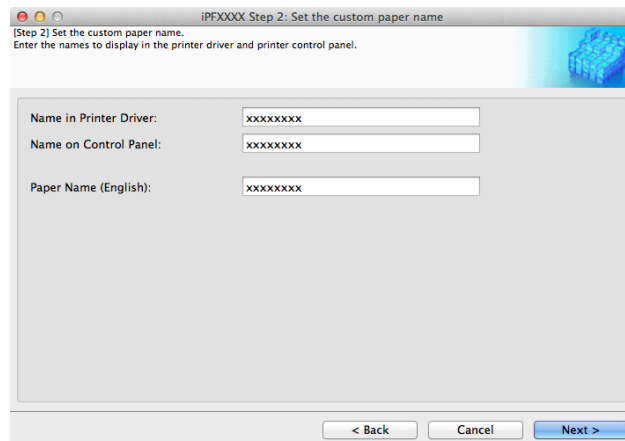 iPFXXXX Step 2: Set the custom paper name
[Step 2] Set the custom paper name.
Enter the names to display in the printer driver and printer control panel.
Name in Printer Driver: xxxxxxxx
Name on Control Panel: xxxxxxxx
Paper Name (English): xxxxxxxx
< Back Cancel Next >